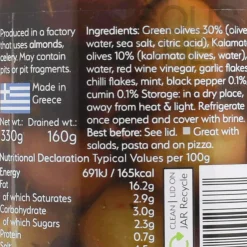 Produced in a factory
that uses almonds,
celery. May contain
pits or pit fragments.
Made in
Greece
Net: Drained wt.:
330g 160g
Ingredients: Green olives 30% (olives
water, sea salt, citric acid), Kalamata
olives 10% (kalamata olives, water),
water, red wine vinegar, garlic flakes
chilli flakes, mint, black pepper 0.1%
cumin 0.1% Storage: in a dry place
away from heat & light. Refrigerate
once opened and cover with brine.
Best before: See lid. Great with
salads, pasta and on pizza.
Nutritional Declaration Typical Values per 100g
Energy 691kJ / 165kcal
Fat 16.2g
of which Saturates 2.9g
Carbohydrate 3.0g
of which Sugars 2.3g
Protein 0.7g
CLEAN LID ON
JAR Recycle